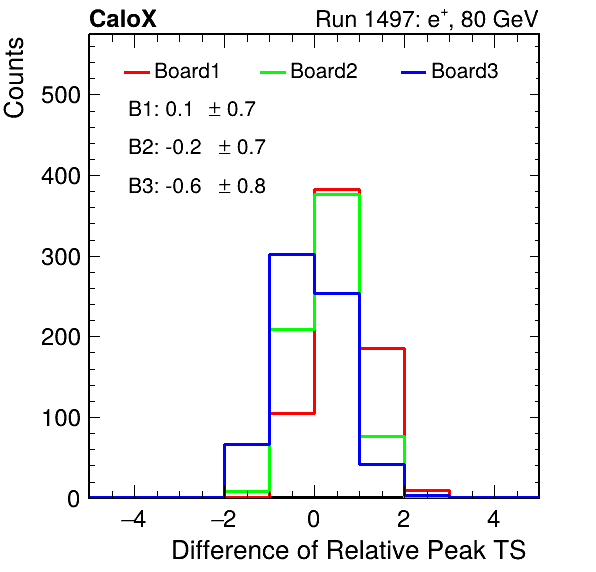 CaloX Run 1497: e⁺, 80 GeV
Counts
Board1 Board2 Board3
B1: 0.1 ± 0.7
B2: -0.2 ± 0.7
B3: -0.6 ± 0.8
500
400
300
200
100
0
−4 −2 0 2 4
Difference of Relative Peak TS